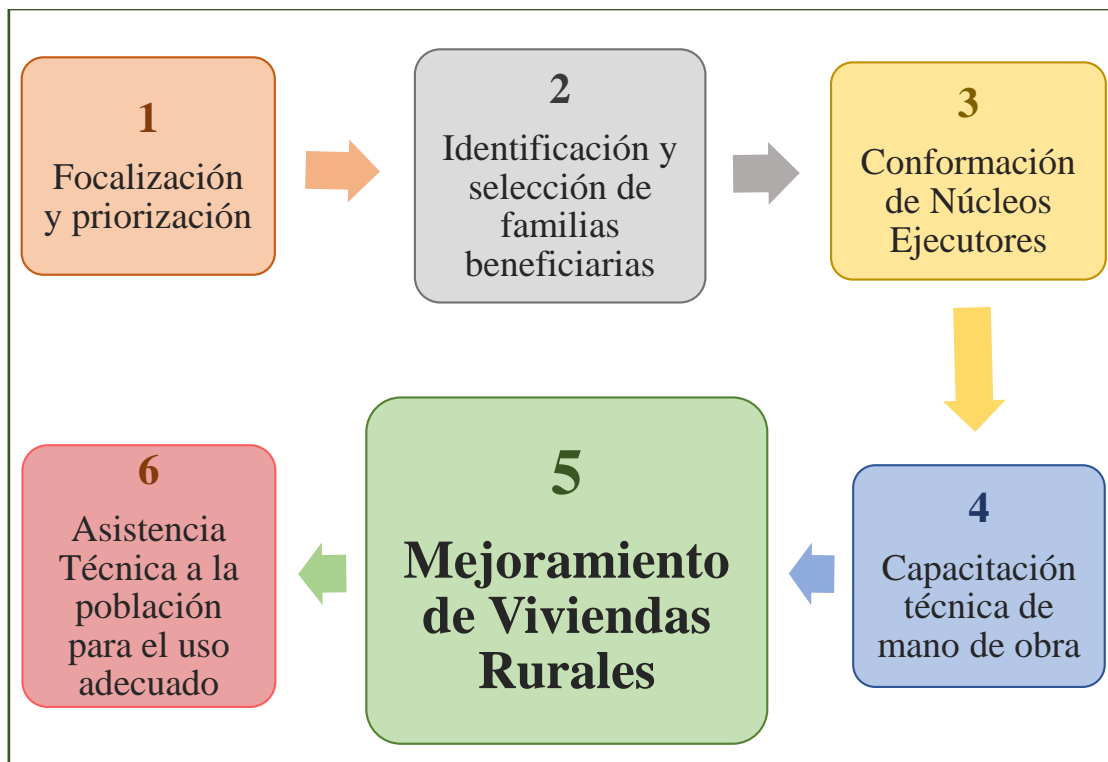 1
Focalización
y priorización
2
Identificación y
selección de
familias
beneficiarias
3
Conformación
de Núcleos
Ejecutores
4
Capacitación
técnica de
mano de obra
5
Mejoramiento
de Viviendas
Rurales
6
Asistencia
Técnica a la
población
para el uso
adecuado